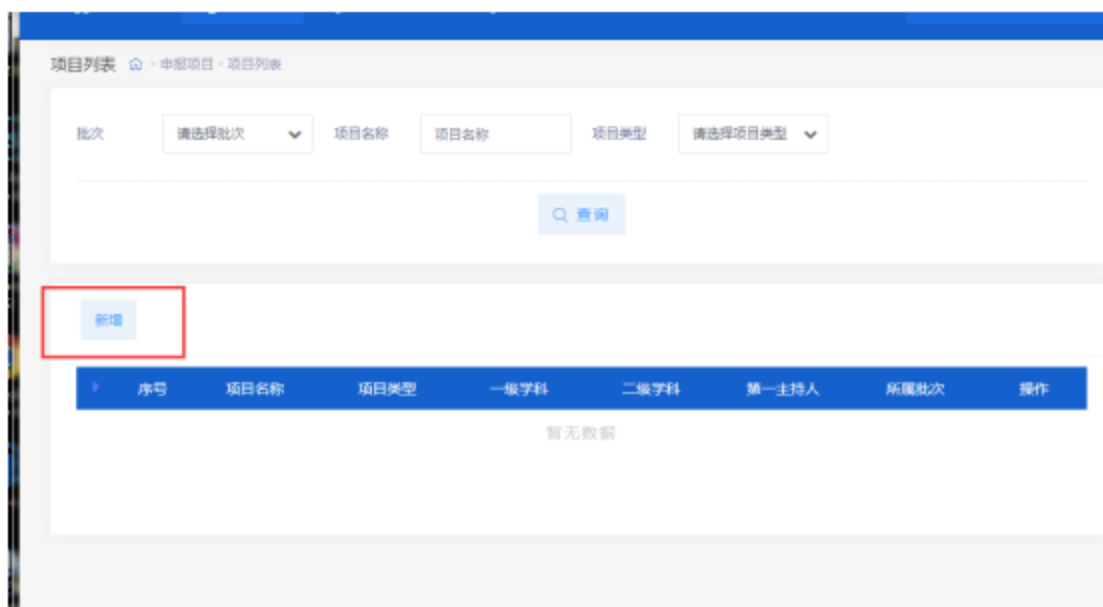 项目列表 - 申报项目 - 项目列表
批次 请选择批次 项目名称 项目名称 项目类型 请选择项目类型
查询
新增
序号 项目名称 项目类型 一级学科 二级学科 第一主持人 所属批次 操作
暂无数据